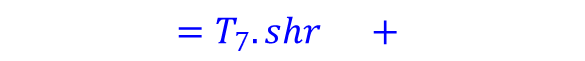 = T₇.shr +